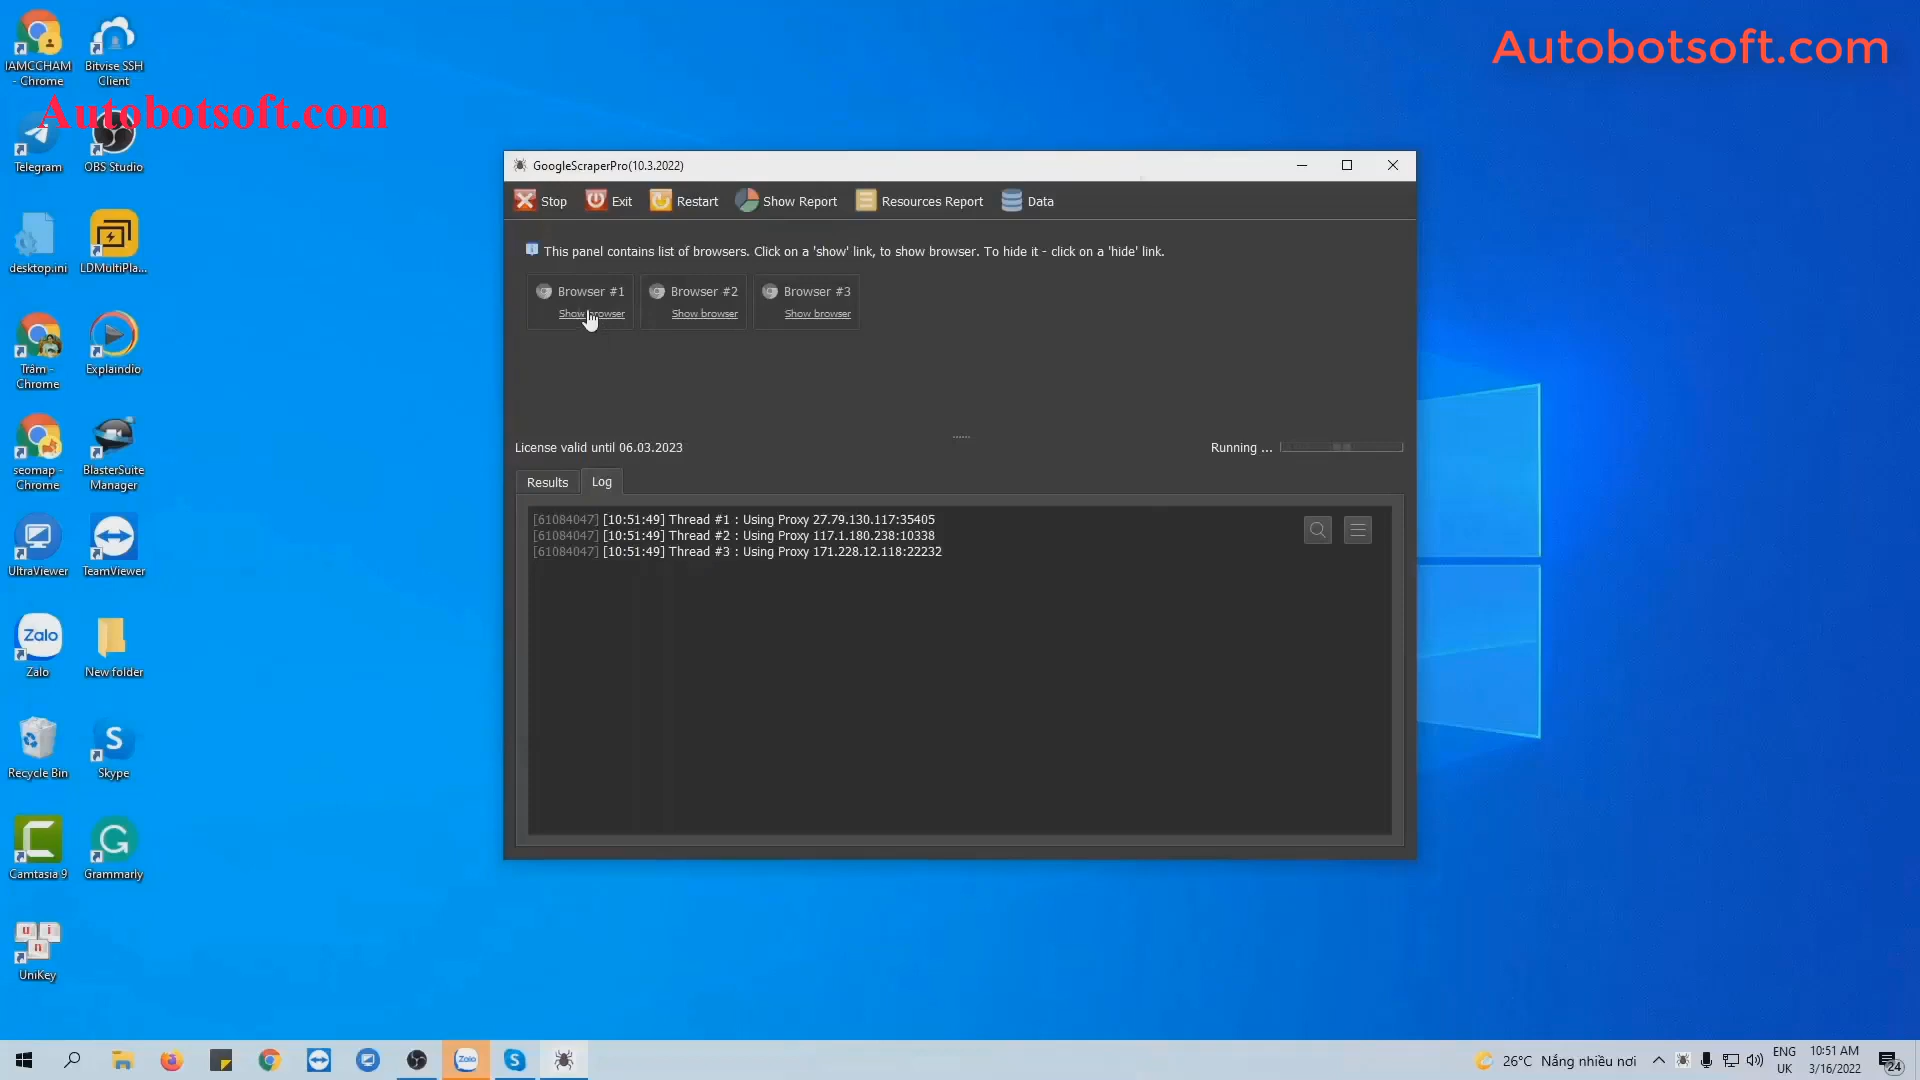 Autobotsoft.com
Autobotsoft.com
IAMCCHAM
- Chrome
Bitvise SSH
Client
Telegram
OBS Studio
desktop.ini
LDMultiPla...
Trâm -
Chrome
Explaindio
seomap -
Chrome
BlasterSuite
Manager
UltraViewer
TeamViewer
Zalo
Zalo
New folder
Recycle Bin
Skype
Camtasia 9
Grammarly
UniKey
GoogleScraperPro(10.3.2022)
Stop Exit Restart Show Report Resources Report Data
This panel contains list of browsers. Click on a 'show' link, to show browser. To hide it - click on a 'hide' link.
Browser #1 Browser #2 Browser #3
Show browser Show browser Show browser
License valid until 06.03.2023
Running ...
Results Log
[61084047] [10:51:49] Thread #1 : Using Proxy 27.79.130.117:35405
[61084047] [10:51:49] Thread #2 : Using Proxy 117.1.180.238:10338
[61084047] [10:51:49] Thread #3 : Using Proxy 171.228.12.118:22232
Zalo
26°C Nắng nhiều nơi
ENG
UK
10:51 AM
3/16/2022
24